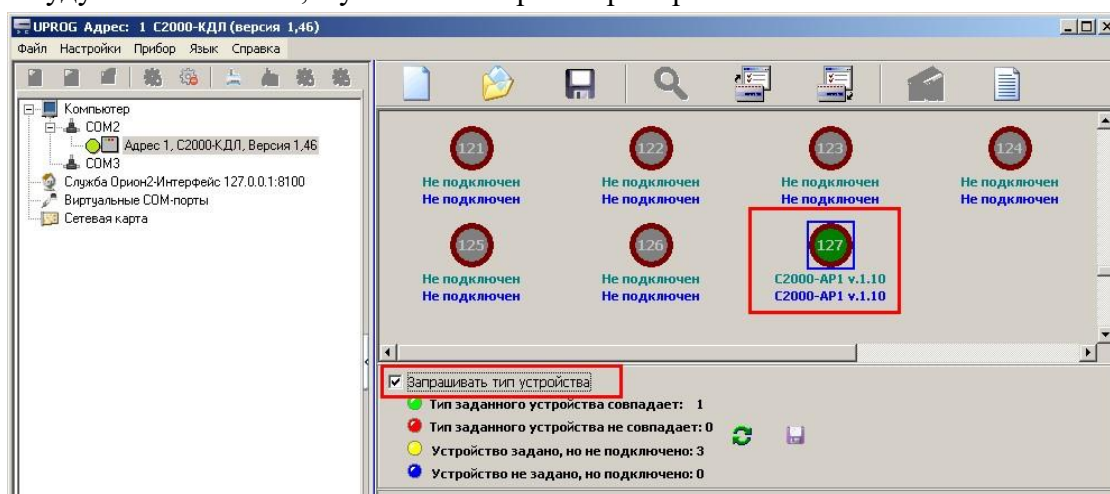 UPROG Адрес: 1 С2000-КДЛ (версия 1,46)
Файл Настройки Прибор Язык Справка
Компьютер
COM2
Адрес 1, С2000-КДЛ, Версия 1,46
COM3
Служба Орион2-Интерфейс 127.0.0.1:8100
Виртуальные COM-порты
Сетевая карта
121 122 123 124
Не подключен Не подключен Не подключен Не подключен
Не подключен Не подключен Не подключен Не подключен
125 126 127
Не подключен Не подключен С2000-АР1 v.1.10
Не подключен Не подключен С2000-АР1 v.1.10
Запрашивать тип устройства
Тип заданного устройства совпадает: 1
Тип заданного устройства не совпадает: 0
Устройство задано, но не подключено: 3
Устройство не задано, но подключено: 0